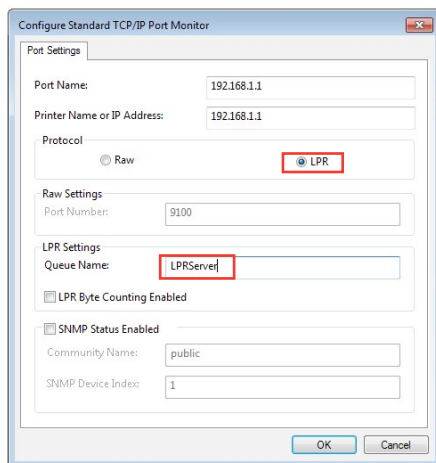 Configure Standard TCP/IP Port Monitor
Port Settings
Port Name: 192.168.1.1
Printer Name or IP Address: 192.168.1.1
Protocol
Raw LPR
Raw Settings
Port Number: 9100
LPR Settings
Queue Name: LPRServer
LPR Byte Counting Enabled
SNMP Status Enabled
Community Name: public
SNMP Device Index: 1
OK Cancel